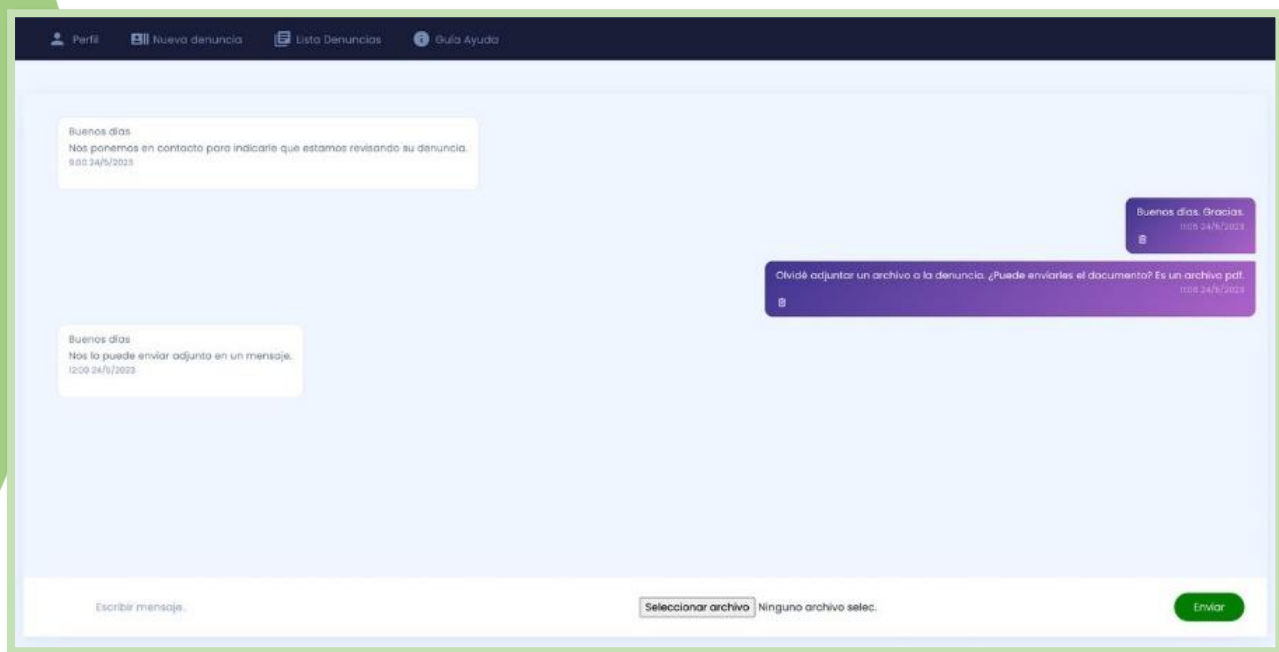 Perfil
Nueva denuncia
Lista Denuncias
Guía Ayuda
Buenos días
Nos ponemos en contacto para indicarle que estamos revisando su denuncia.
9:00 24/5/2023
Buenos días. Gracias.
11:05 24/5/2023
Olvidé adjuntar un archivo a la denuncia. ¿Puede enviarles el documento? Es un archivo pdf.
24/5/2023
Buenos días
Nos lo puede enviar adjunto en un mensaje.
12:00 24/5/2023
Escribir mensaje.
Seleccionar archivo Ninguno archivo selec.
Enviar